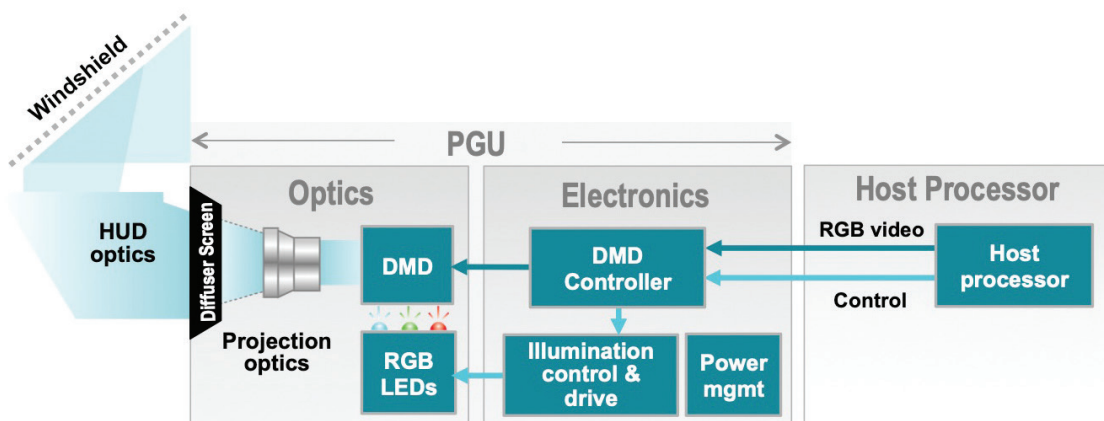 Windshield
PGU
Optics
Electronics
Host Processor
HUD
optics
Diffuser Screen
Projection
optics
DMD
RGB
LEDs
DMD
Controller
Illumination
control &
drive
Power
mgmt
RGB video
Control
Host
processor